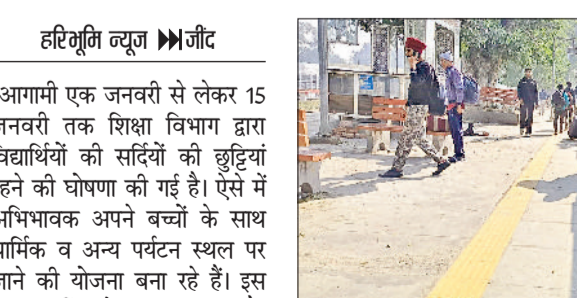 हरिभूमि न्यूज ▶▶ जींद
आगामी एक जनवरी से लेकर 15
जनवरी तक शिक्षा विभाग द्वारा
विद्यार्थियों की सर्दियों की छुट्टियां
की घोषणा की गई है। ऐसे में
अभिभावक अपने बच्चों के साथ
धार्मिक व अन्य पर्यटन स्थल पर
जाने की योजना बना रहे हैं। इस